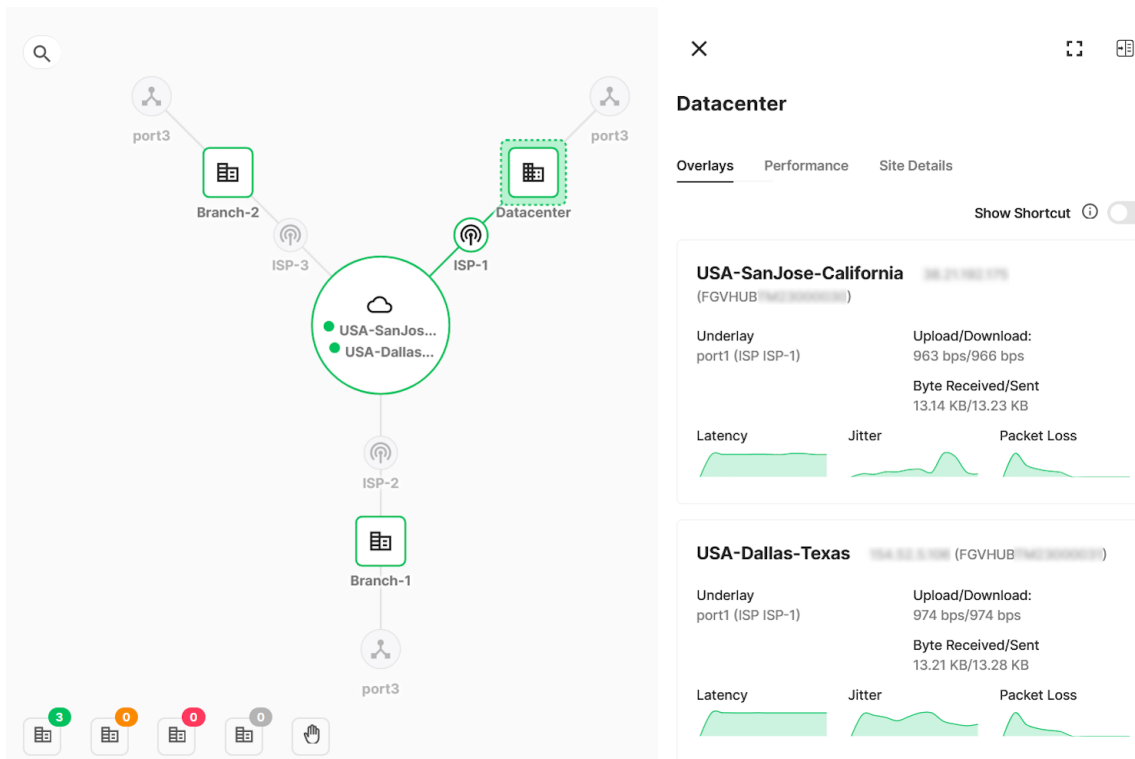 port3
port3
Branch-2
Datacenter
ISP-3
ISP-1
USA-SanJos...
USA-Dallas...
ISP-2
Branch-1
port3
3
0
0
0
Datacenter
Overlays
Performance
Site Details
Show Shortcut
USA-SanJose-California
(FGVHUB
)
Underlay
Upload/Download:
port1 (ISP ISP-1)
963 bps/966 bps
Byte Received/Sent
13.14 KB/13.23 KB
Latency
Jitter
Packet Loss
USA-Dallas-Texas
(FGVHUB
)
Underlay
Upload/Download:
port1 (ISP ISP-1)
974 bps/974 bps
Byte Received/Sent
13.21 KB/13.28 KB
Latency
Jitter
Packet Loss